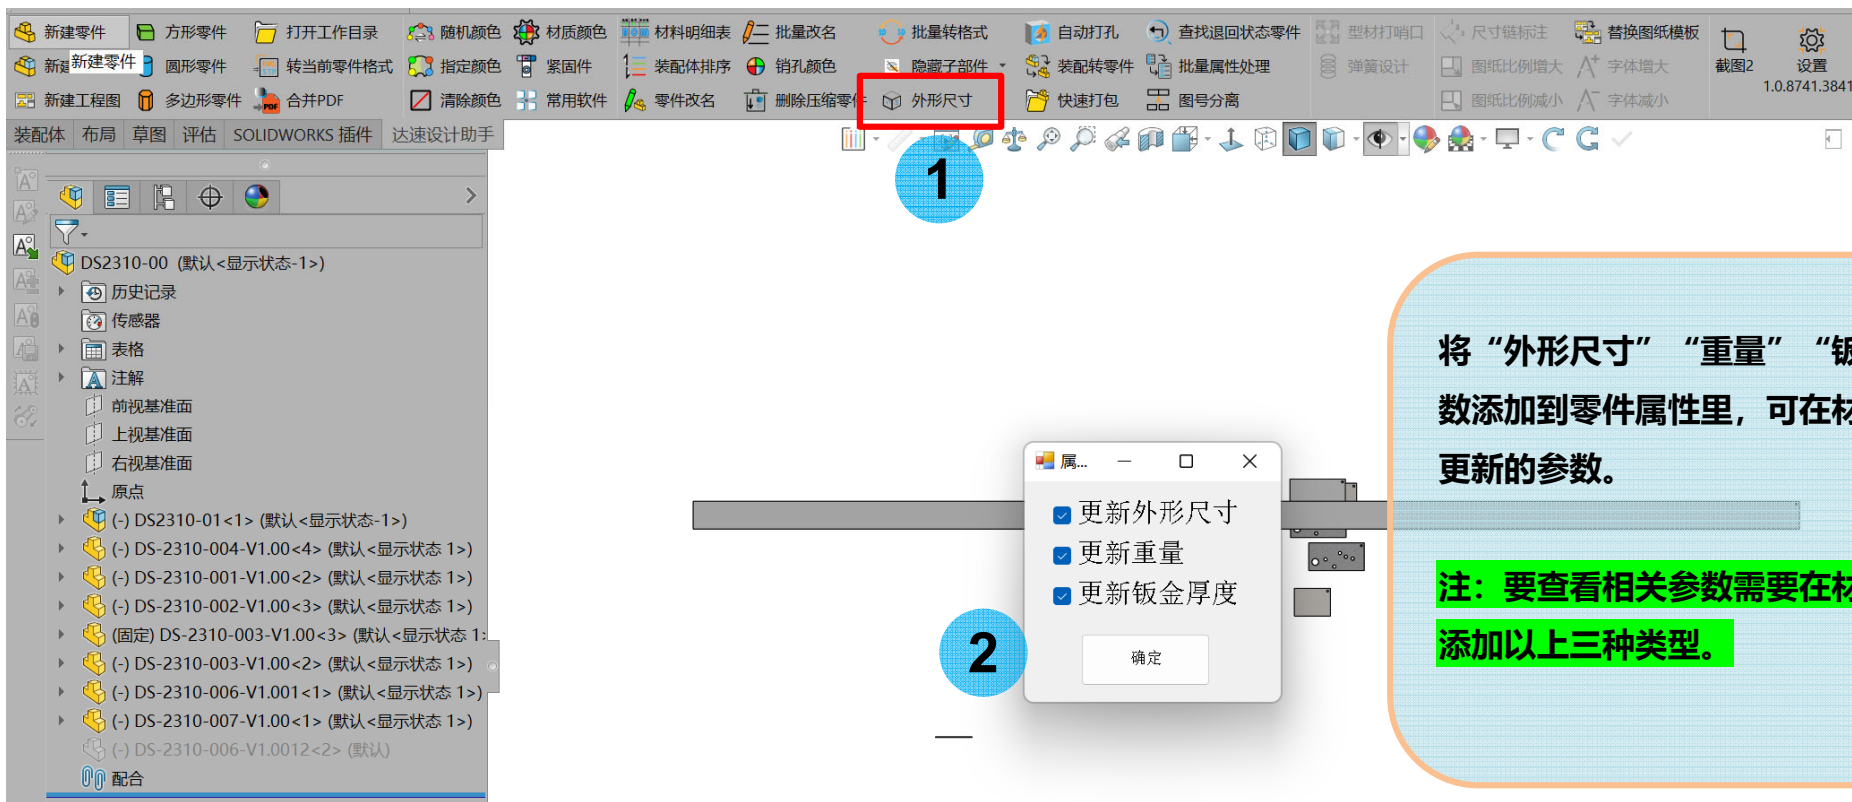 新建零件 方形零件 打开工作目录 随机颜色 材质颜色 材料明细表 批量改名 批量转格式 自动打孔 查找退回状态零件 型材打哨口 尺寸链标注 替换图纸模板
新建 新建零件 圆形零件 转当前零件格式 指定颜色 紧固件 装配体排序 销孔颜色 隐藏子部件 装配转零件 批量属性处理 弹簧设计 图纸比例增大 字体增大 截图2 设置
新建工程图 多边形零件 合并PDF 清除颜色 常用软件 零件改名 删除压缩零件 外形尺寸 快速打包 图号分离 图纸比例减小 字体减小 1.0.8741.3841
装配体 布局 草图 评估 SOLIDWORKS 插件 达速设计助手
1
DS2310-00 (默认<显示状态-1>)
历史记录
传感器
表格
注解
前视基准面
上视基准面
右视基准面
原点
(-) DS2310-01<1> (默认<显示状态-1>)
(-) DS-2310-004-V1.00<4> (默认<显示状态 1>)
(-) DS-2310-001-V1.00<2> (默认<显示状态 1>)
(-) DS-2310-002-V1.00<3> (默认<显示状态 1>)
(固定) DS-2310-003-V1.00<3> (默认<显示状态 1>
(-) DS-2310-003-V1.00<2> (默认<显示状态 1>)
(-) DS-2310-006-V1.001<1> (默认<显示状态 1>)
(-) DS-2310-007-V1.00<1> (默认<显示状态 1>)
(-) DS-2310-006-V1.0012<2> (默认)
配合
属...
更新外形尺寸
更新重量
更新钣金厚度
确定
2
将“外形尺寸”“重量”“钣
数添加到零件属性里，可在材
更新的参数。
注：要查看相关参数需要在材
添加以上三种类型。